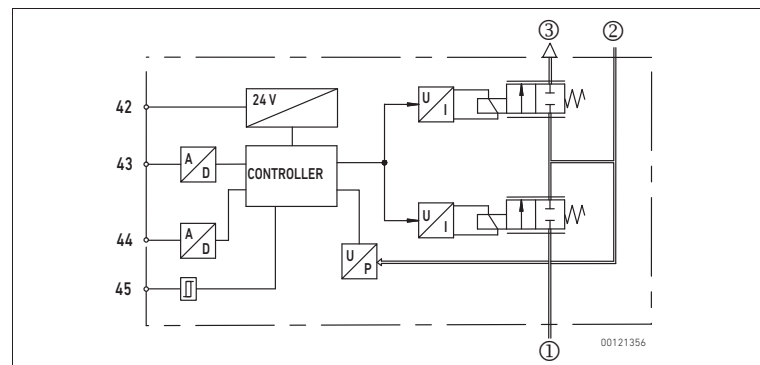 ③ ②
42 24 V U I
43 A D CONTROLLER
U I
44 A D
U P
45
① 00121356